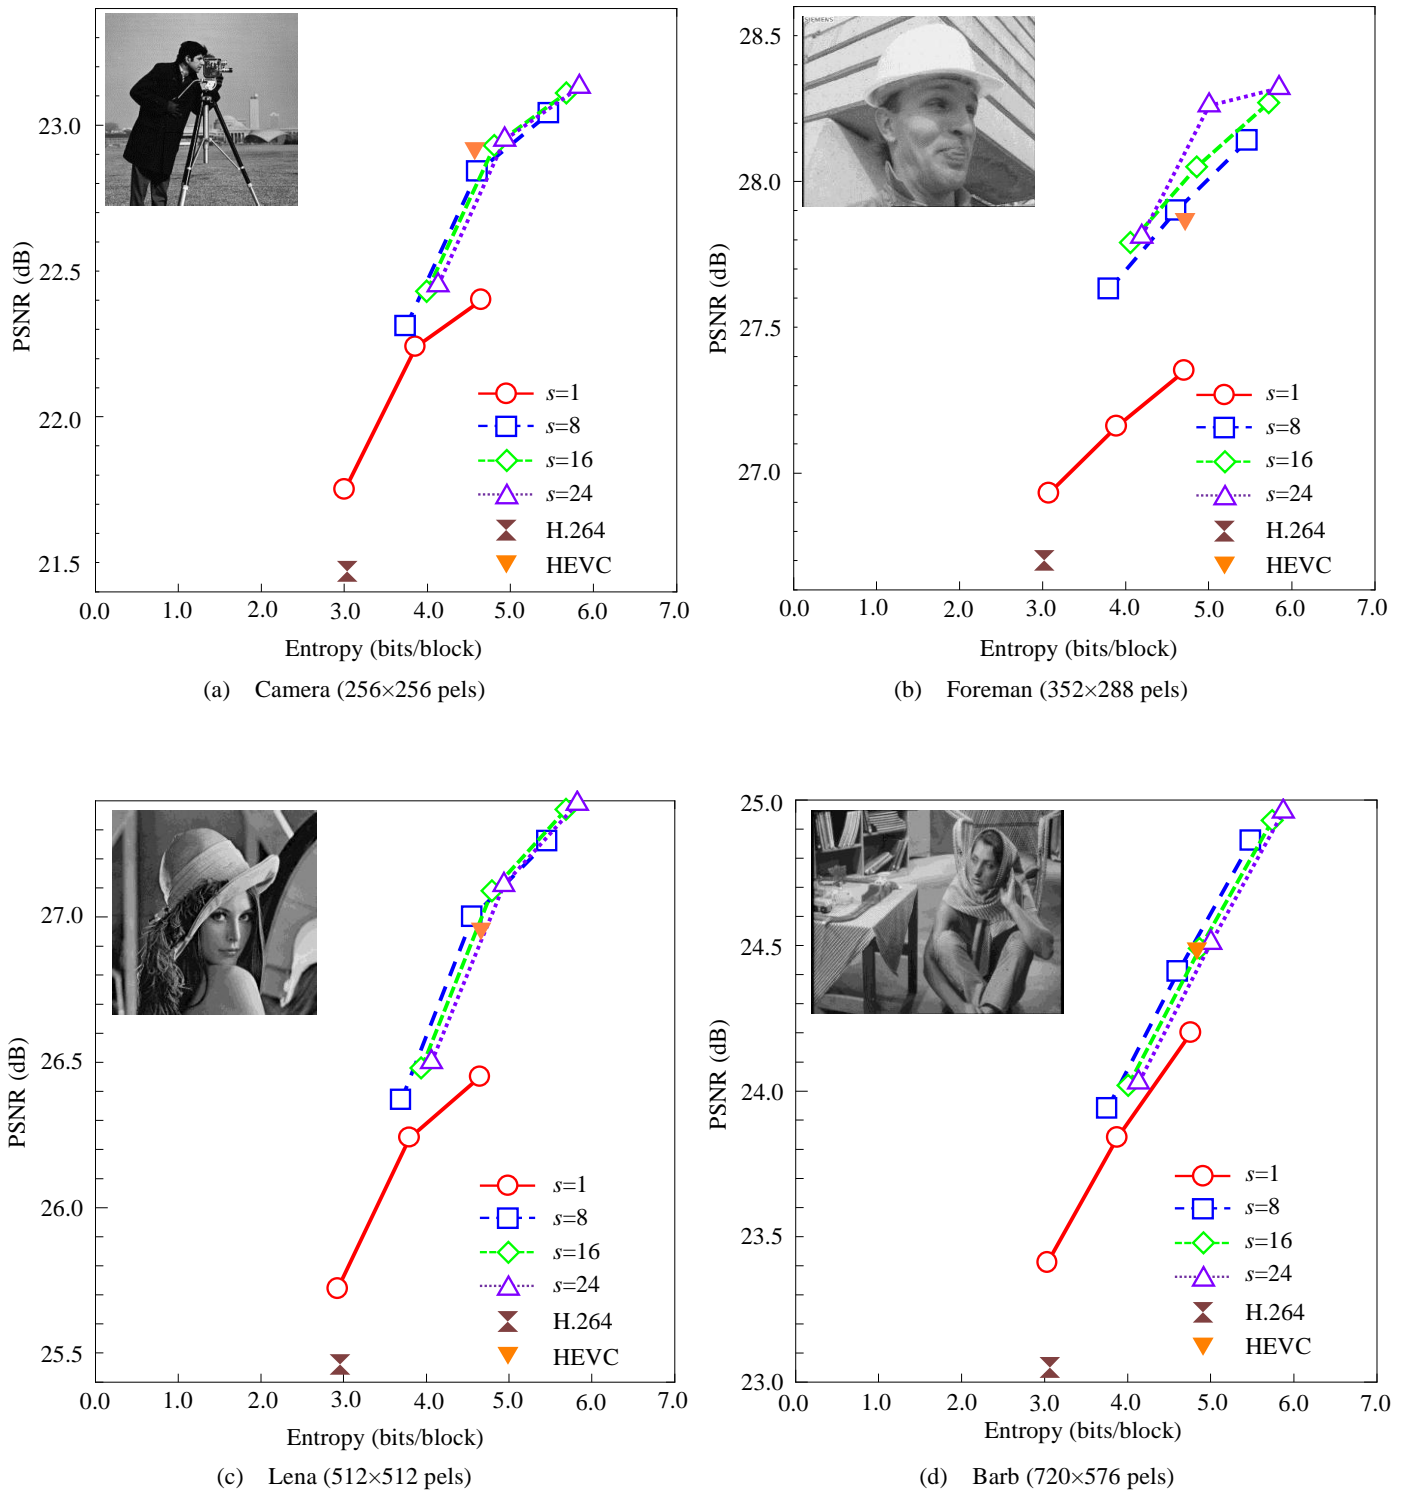 23.0
22.5
22.0
21.5
PSNR (dB)
s=1
s=8
s=16
s=24
H.264
HEVC
0.0 1.0 2.0 3.0 4.0 5.0 6.0 7.0
Entropy (bits/block)
(a) Camera (256×256 pels)
SIEMENS
28.5
28.0
27.5
27.0
PSNR (dB)
s=1
s=8
s=16
s=24
H.264
HEVC
0.0 1.0 2.0 3.0 4.0 5.0 6.0 7.0
Entropy (bits/block)
(b) Foreman (352×288 pels)
27.0
26.5
26.0
25.5
PSNR (dB)
s=1
s=8
s=16
s=24
H.264
HEVC
0.0 1.0 2.0 3.0 4.0 5.0 6.0 7.0
Entropy (bits/block)
(c) Lena (512×512 pels)
25.0
24.5
24.0
23.5
23.0
PSNR (dB)
s=1
s=8
s=16
s=24
H.264
HEVC
0.0 1.0 2.0 3.0 4.0 5.0 6.0 7.0
Entropy (bits/block)
(d) Barb (720×576 pels)